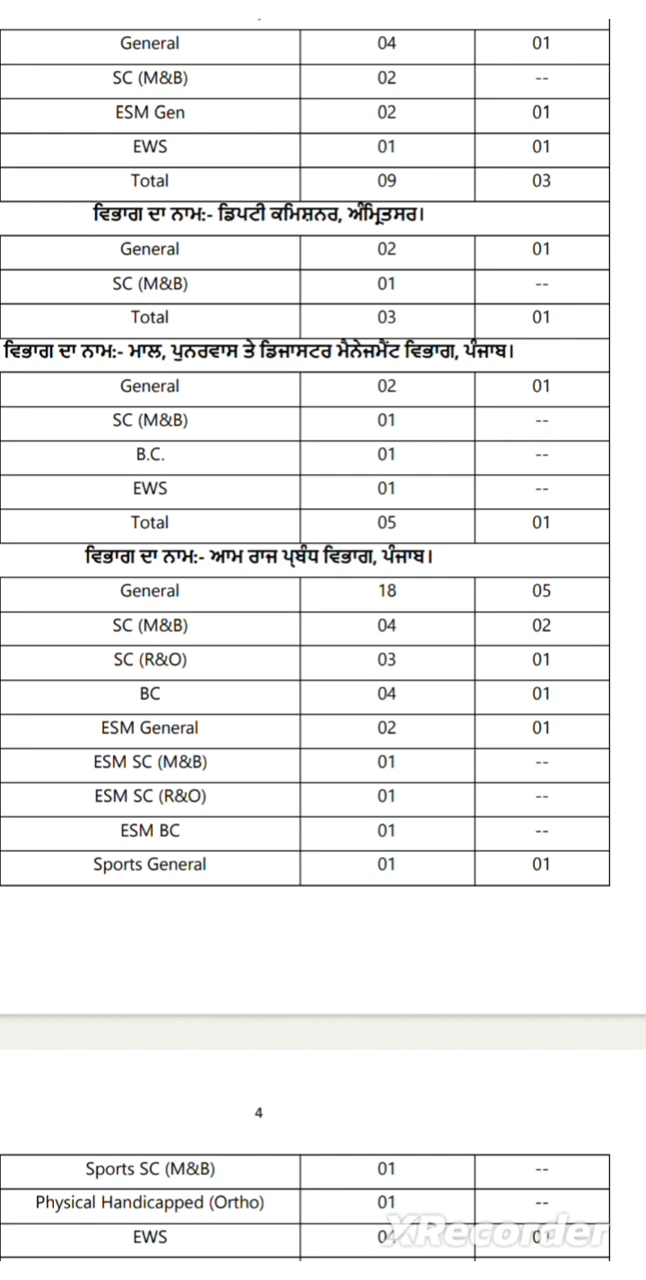 General 04 01
SC (M&B) 02 --
ESM Gen 02 01
EWS 01 01
Total 09 03
ਵਿਭਾਗ ਦਾ ਨਾਮ:- ਡਿਪਟੀ ਕਮਿਸ਼ਨਰ, ਅੰਮ੍ਰਿਤਸਰ।
General 02 01
SC (M&B) 01 --
Total 03 01
ਵਿਭਾਗ ਦਾ ਨਾਮ:- ਮਾਲ, ਪੁਨਰਵਾਸ ਤੇ ਡਿਜਾਸਟਰ ਮੈਨੇਜਮੈਂਟ ਵਿਭਾਗ, ਪੰਜਾਬ।
General 02 01
SC (M&B) 01 --
B.C. 01 --
EWS 01 --
Total 05 01
ਵਿਭਾਗ ਦਾ ਨਾਮ:- ਆਮ ਰਾਜ ਪ੍ਰਬੰਧ ਵਿਭਾਗ, ਪੰਜਾਬ।
General 18 05
SC (M&B) 04 02
SC (R&O) 03 01
BC 04 01
ESM General 02 01
ESM SC (M&B) 01 --
ESM SC (R&O) 01 --
ESM BC 01 --
Sports General 01 01
4
Sports SC (M&B) 01 --
Physical Handicapped (Ortho) 01 --
EWS 04 01
XRecorder